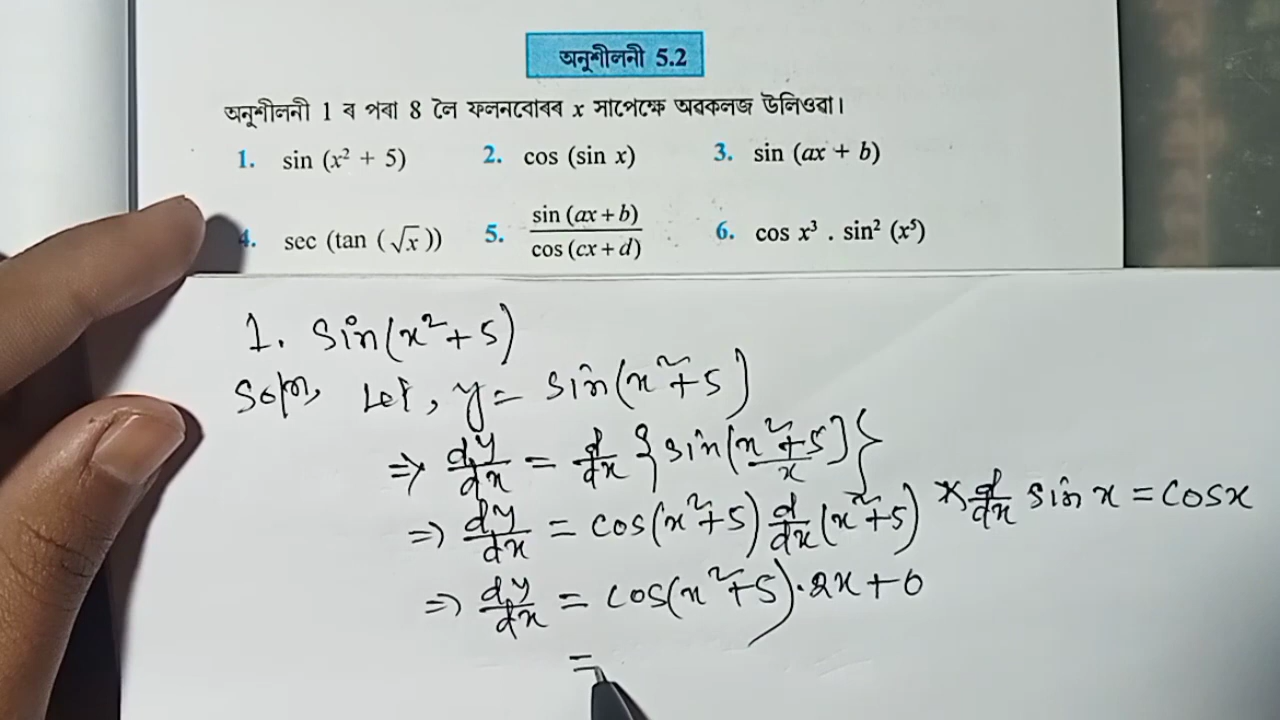 অনুশীলনী 5.2
অনুশীলনী 1 ৰ পৰা 8 লৈ ফলনবোৰৰ x সাপেক্ষে অৱকলজ উলিওৱা।
1. sin (x² + 5) 2. cos (sin x) 3. sin (ax + b)
4. sec (tan (√x)) 5. sin (ax + b) / cos (cx + d) 6. cos x³ . sin² (x⁵)
1. sin(x²+5)
Soln, Let, y = sin(x²+5)
⇒ dy/dx = d/dx {sin(x²+5)}
x
⇒ dy/dx = cos(x²+5) d/dx (x²+5) * d/dx sin x = cos x
⇒ dy/dx = cos(x²+5)·2x+0
=